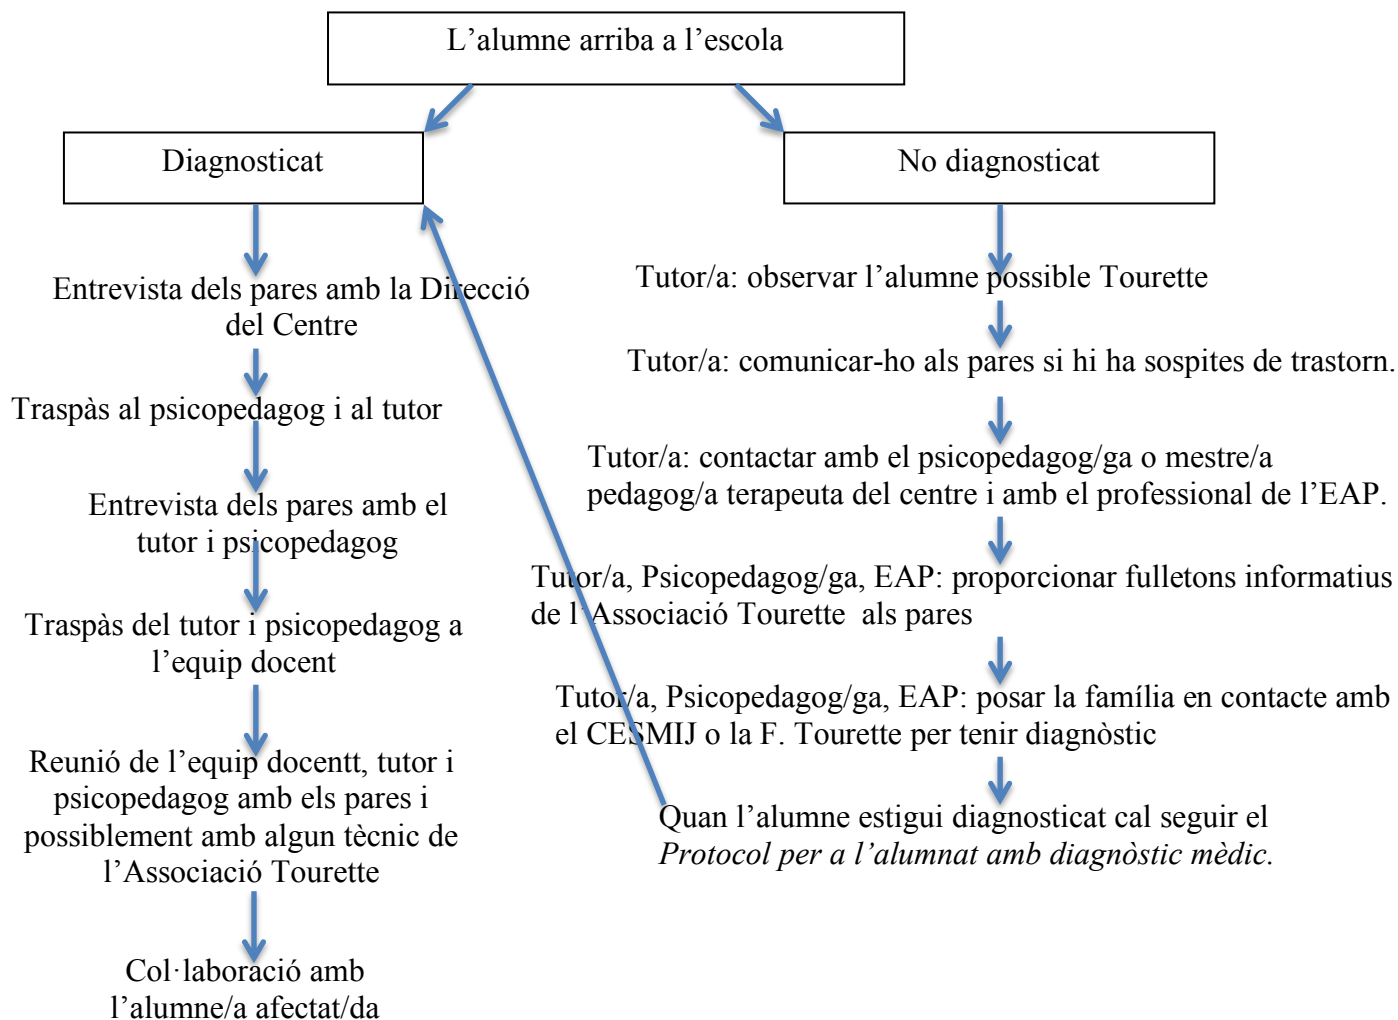 L’alumne arriba a l’escola
Diagnosticat
No diagnosticat
Entrevista dels pares amb la Direcció
del Centre
Traspàs al psicopedagog i al tutor
Entrevista dels pares amb el
tutor i psicopedagog
Traspàs del tutor i psicopedagog a
l’equip docent
Reunió de l’equip docentt, tutor i
psicopedagog amb els pares i
possiblement amb algun tècnic de
l’Associació Tourette
Col·laboració amb
l’alumne/a afectat/da
Tutor/a: observar l’alumne possible Tourette
Tutor/a: comunicar-ho als pares si hi ha sospites de trastorn.
Tutor/a: contactar amb el psicopedagog/ga o mestre/a
pedagog/a terapeuta del centre i amb el professional de l’EAP.
Tutor/a, Psicopedagog/ga, EAP: proporcionar fulletons informatius
de l’Associació Tourette als pares
Tutor/a, Psicopedagog/ga, EAP: posar la família en contacte amb
el CESMIJ o la F. Tourette per tenir diagnòstic
Quan l’alumne estigui diagnosticat cal seguir el
Protocol per a l’alumnat amb diagnòstic mèdic.